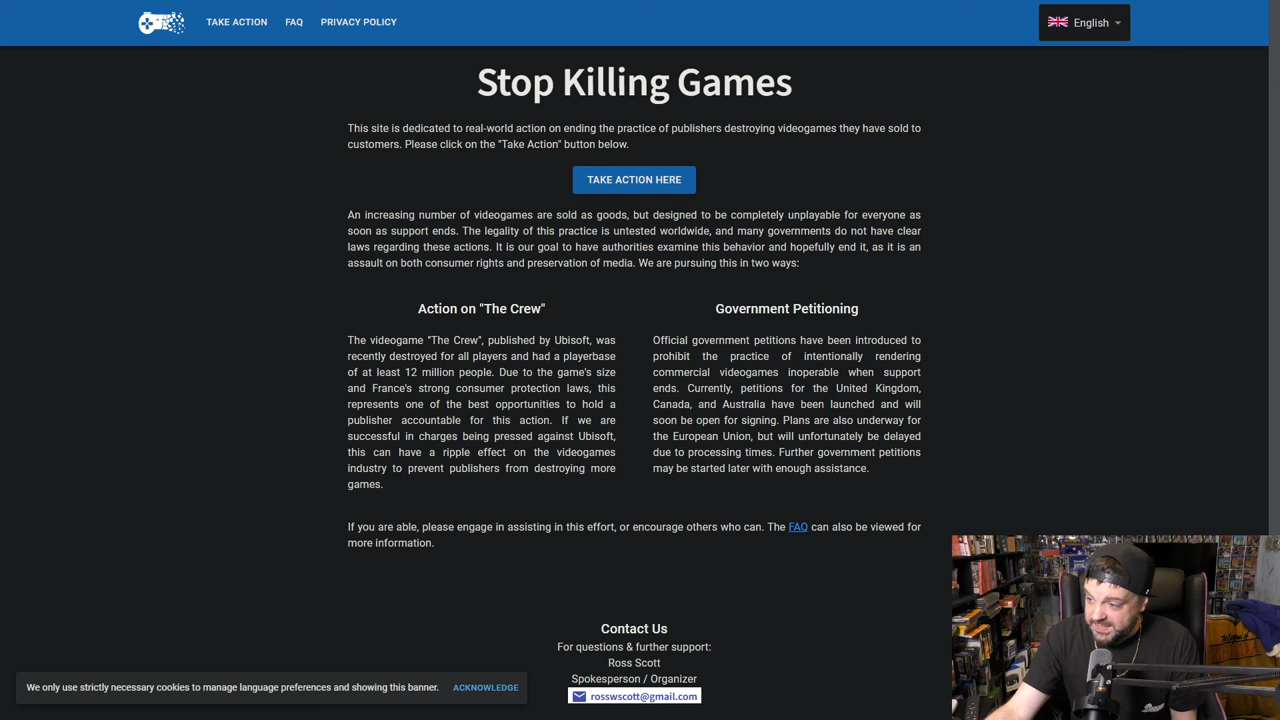 TAKE ACTION FAQ PRIVACY POLICY English
Stop Killing Games
This site is dedicated to real-world action on ending the practice of publishers destroying videogames they have sold to
customers. Please click on the "Take Action" button below.
TAKE ACTION HERE
An increasing number of videogames are sold as goods, but designed to be completely unplayable for everyone as
soon as support ends. The legality of this practice is untested worldwide, and many governments do not have clear
laws regarding these actions. It is our goal to have authorities examine this behavior and hopefully end it, as it is an
assault on both consumer rights and preservation of media. We are pursuing this in two ways:
Action on "The Crew"
The videogame "The Crew", published by Ubisoft, was
recently destroyed for all players and had a playerbase
of at least 12 million people. Due to the game's size
and France's strong consumer protection laws, this
represents one of the best opportunities to hold a
publisher accountable for this action. If we are
successful in charges being pressed against Ubisoft,
this can have a ripple effect on the videogames
industry to prevent publishers from destroying more
games.
Government Petitioning
Official government petitions have been introduced to
prohibit the practice of intentionally rendering
commercial videogames inoperable when support
ends. Currently, petitions for the United Kingdom,
Canada, and Australia have been launched and will
soon be open for signing. Plans are also underway for
the European Union, but will unfortunately be delayed
due to processing times. Further government petitions
may be started later with enough assistance.
If you are able, please engage in assisting in this effort, or encourage others who can. The FAQ can also be viewed for
more information.
Contact Us
For questions & further support:
Ross Scott
Spokesperson / Organizer
rosswscott@gmail.com
We only use strictly necessary cookies to manage language preferences and showing this banner. ACKNOWLEDGE